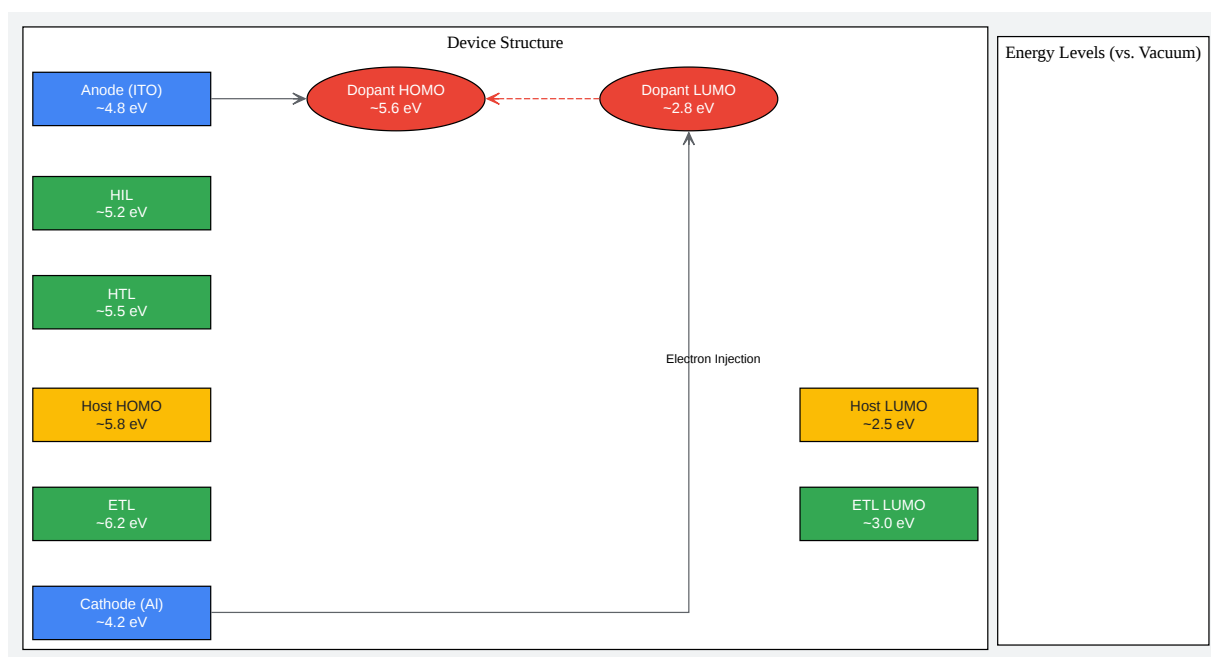 Device Structure
Energy Levels (vs. Vacuum)
Anode (ITO)
~4.8 eV
Dopant HOMO
~5.6 eV
Dopant LUMO
~2.8 eV
HIL
~5.2 eV
HTL
~5.5 eV
Electron Injection
Host HOMO
~5.8 eV
Host LUMO
~2.5 eV
ETL
~6.2 eV
ETL LUMO
~3.0 eV
Cathode (Al)
~4.2 eV